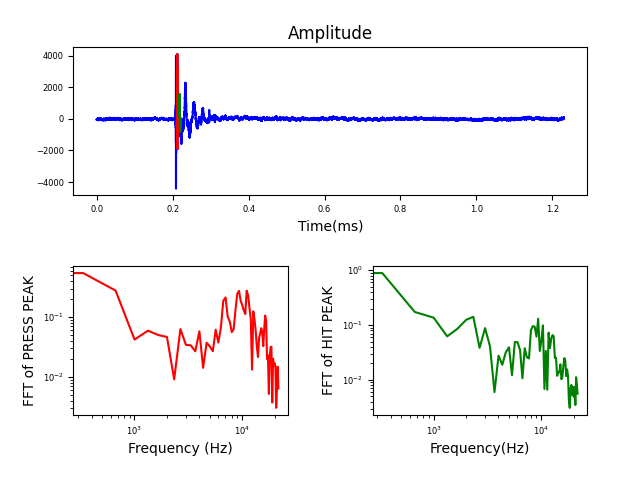 Amplitude
4000
2000
0
−2000
−4000
0.0 0.2 0.4 0.6 0.8 1.0 1.2
Time(ms)
FFT of PRESS PEAK
10⁻¹
10⁻²
10³ 10⁴
Frequency (Hz)
FFT of HIT PEAK
10⁰
10⁻¹
10⁻²
10³ 10⁴
Frequency(Hz)